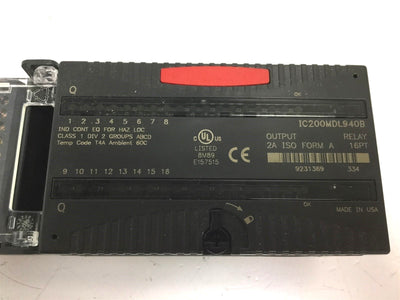 Q
OK
1 2 3 4 5 6 7 8
IC200MDL940B
IND CONT EQ FOR HAZ LOC
CLASS 1 DIV 2 GROUPS ABCD
Temp Code T4A Ambient 60C
UL
LISTED
8V89
E157515
CE
OUTPUT RELAY
2A ISO FORM A 16PT
9231369 334
9 10 11 12 13 14 15 16
Q
OK
MADE IN USA